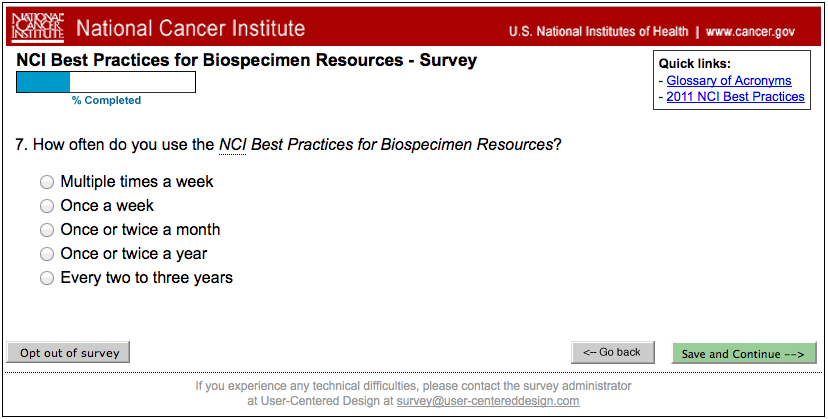 NATIONAL
CANCER
INSTITUTE
National Cancer Institute
U.S. National Institutes of Health | www.cancer.gov
NCI Best Practices for Biospecimen Resources - Survey
% Completed
Quick links:
- Glossary of Acronyms
- 2011 NCI Best Practices
7. How often do you use the NCI Best Practices for Biospecimen Resources?
Multiple times a week
Once a week
Once or twice a month
Once or twice a year
Every two to three years
Opt out of survey
<-- Go back
Save and Continue -->
If you experience any technical difficulties, please contact the survey administrator
at User-Centered Design at survey@user-centereddesign.com